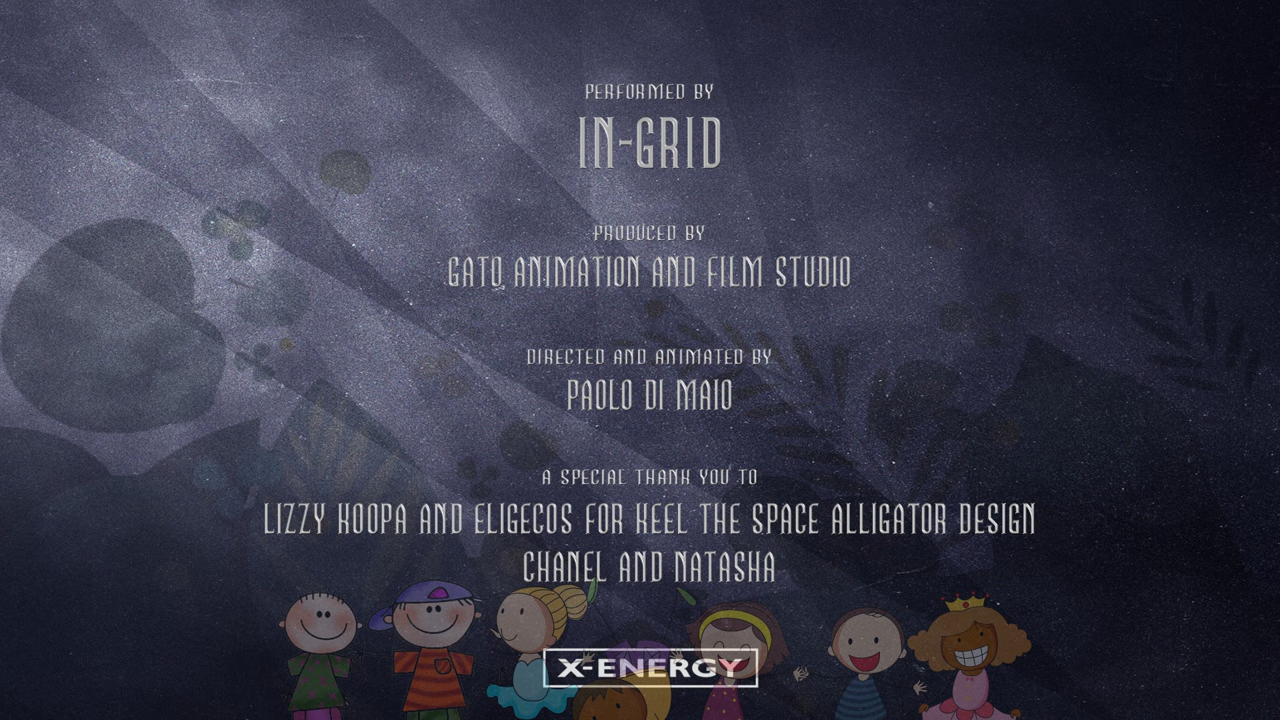 PERFORMED BY
IN-GRID
PRODUCED BY
GATO ANIMATION AND FILM STUDIO
DIRECTED AND ANIMATED BY
PAOLO DI MAIO
A SPECIAL THANK YOU TO
LIZZY KOOPA AND ELIGECOS FOR KEEL THE SPACE ALLIGATOR DESIGN
CHANEL AND NATASHA
X-ENERGY